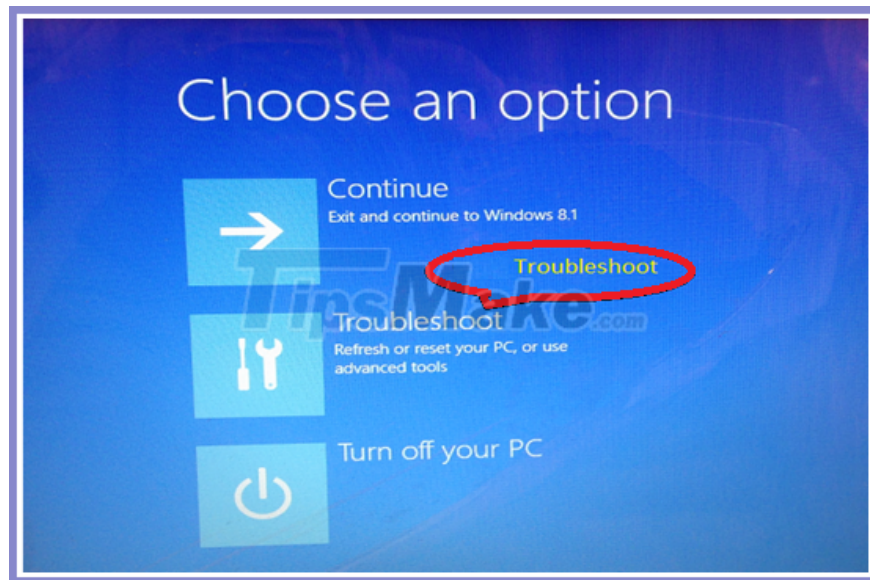 Choose an option
Continue
Exit and continue to Windows 8.1
Troubleshoot
TipsMake.com
Troubleshoot
Refresh or reset your PC, or use
advanced tools
Turn off your PC